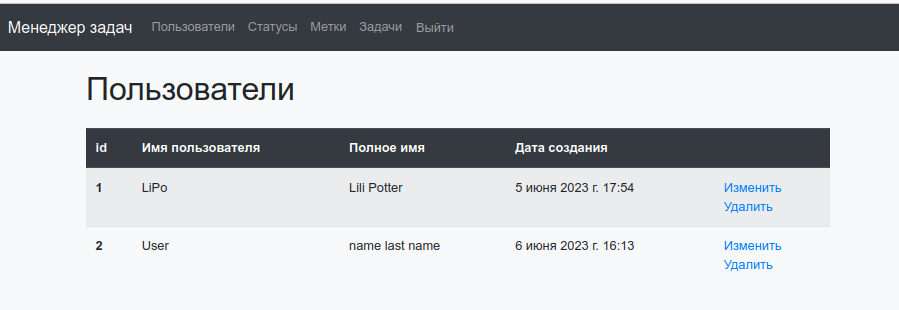 Менеджер задач Пользователи Статусы Метки Задачи Выйти
Пользователи
id Имя пользователя Полное имя Дата создания
1 LiPo Lili Potter 5 июня 2023 г. 17:54 Изменить
Удалить
2 User name last name 6 июня 2023 г. 16:13 Изменить
Удалить